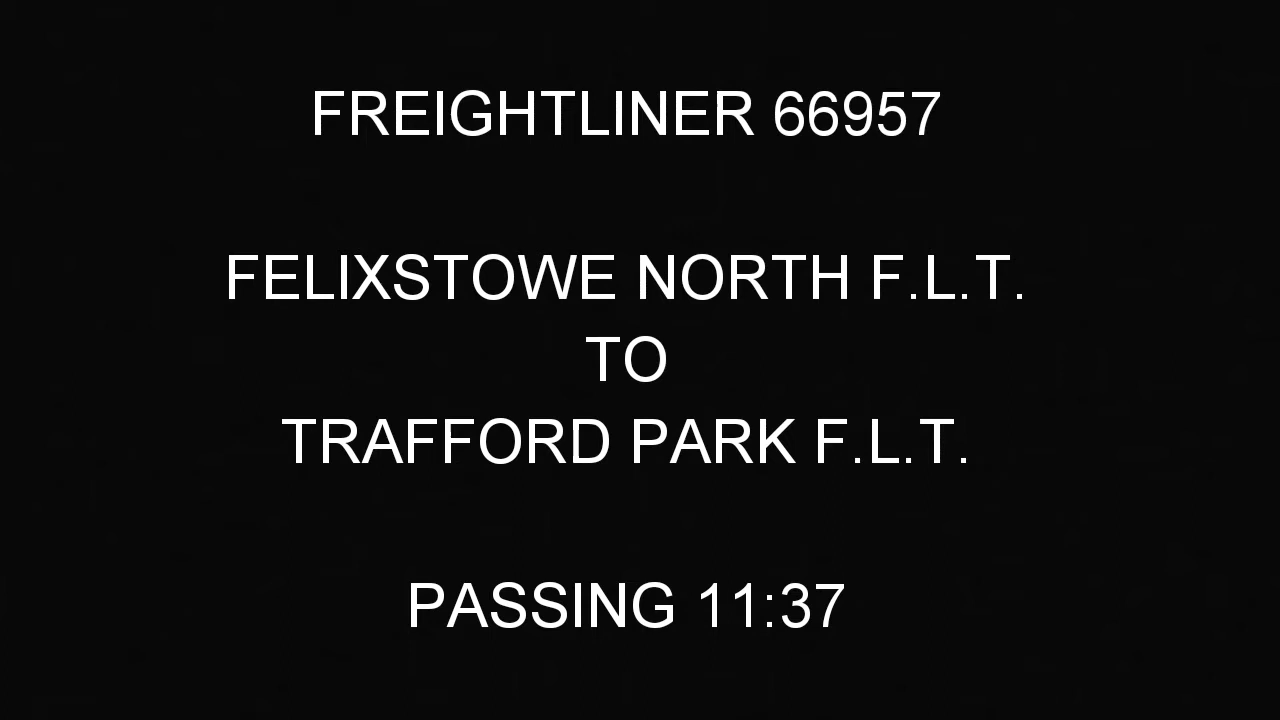 FREIGHTLINER 66957
FELIXSTOWE NORTH F.L.T.
TO
TRAFFORD PARK F.L.T.
PASSING 11:37